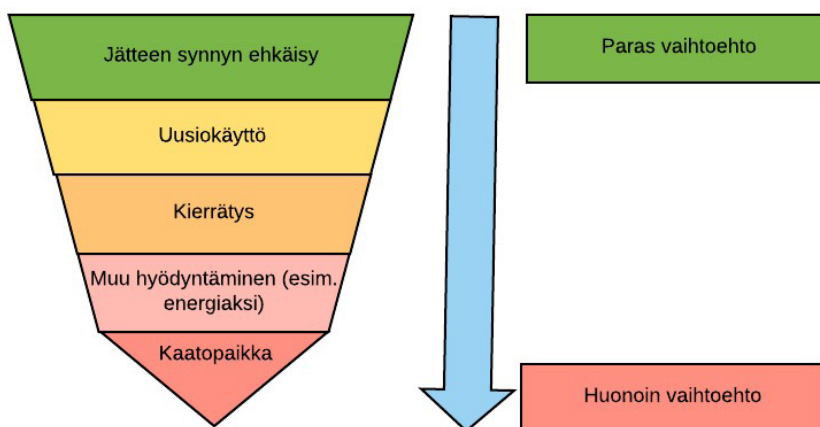 Jätteen synnyn ehkäisy
Uusiokäyttö
Kierrätys
Muu hyödyntäminen (esim.
energiaksi)
Kaatopaikka
Paras vaihtoehto
Huonoin vaihtoehto